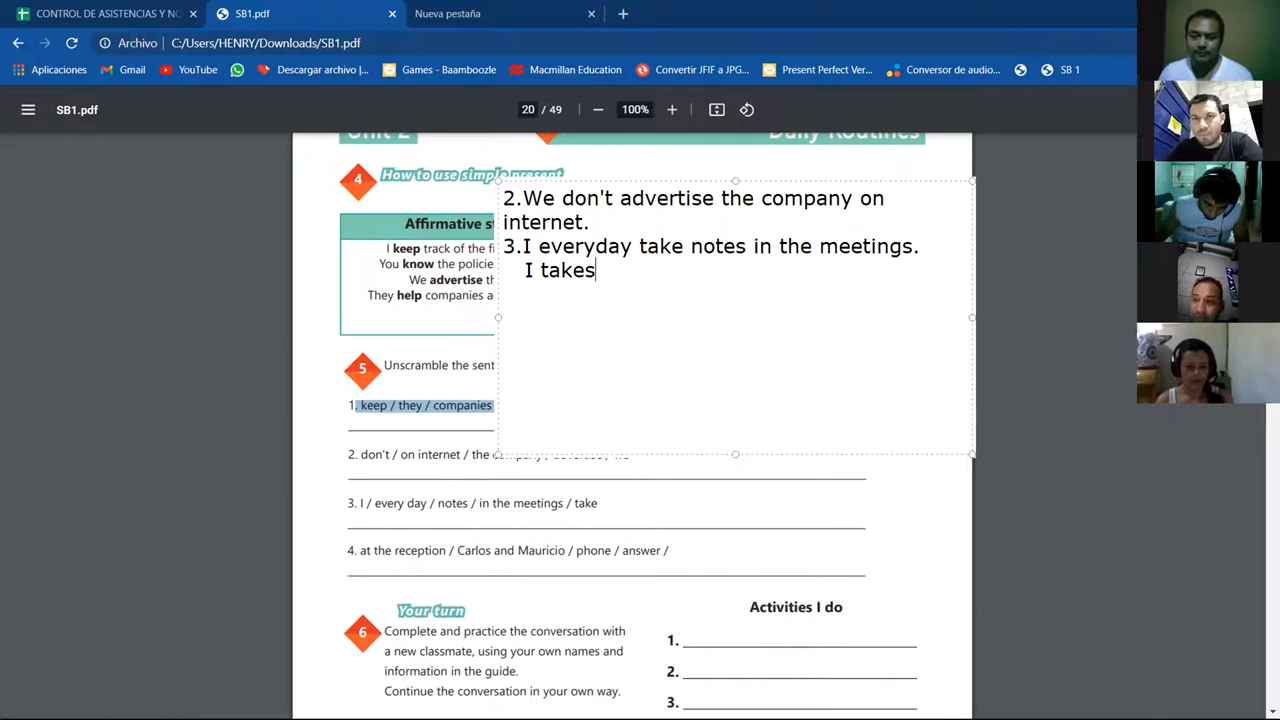 CONTROL DE ASISTENCIAS Y NO
SB1.pdf
Nueva pestaña
Archivo
C:/Users/HENRY/Downloads/SB1.pdf
Aplicaciones
Gmail
YouTube
Descargar archivo |...
Games - Baamboozle
Macmillan Education
Convertir JFIF a JPG...
Present Perfect Ver...
Conversor de audio...
SB 1
SB1.pdf
20 / 49
100%
Unit 2
Daily Routines
4
How to use simple present
Affirmative s
I keep track of the fi
You know the policie
We advertise th
They help companies a
2.We don't advertise the company on
internet.
3.I everyday take notes in the meetings.
I takes
5
Unscramble the sent
1. keep / they / companies
2. don't / on internet / the company / advertise / we
3. I / every day / notes / in the meetings / take
4. at the reception / Carlos and Mauricio / phone / answer /
Your turn
6
Complete and practice the conversation with
a new classmate, using your own names and
information in the guide.
Continue the conversation in your own way.
Activities I do
1.
2.
3.